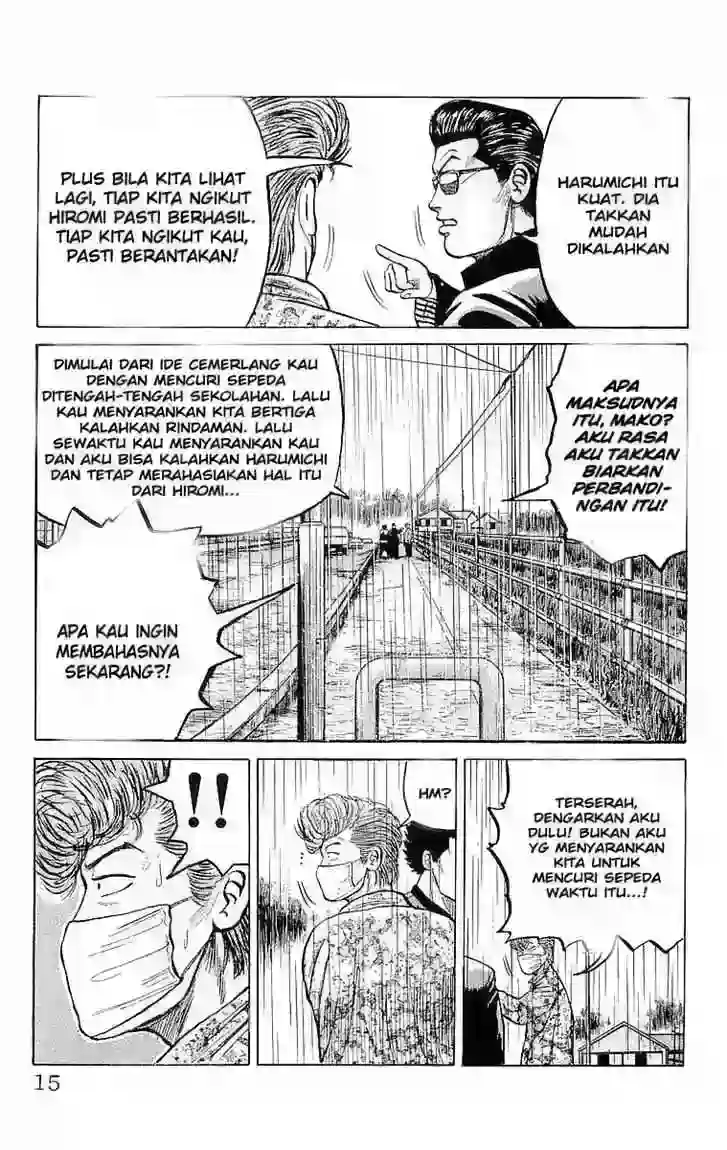 HARUMICHI ITU
KUAT. DIA
TAKKAN
MUDAH
DIKALAHKAN
PLUS BILA KITA LIHAT
LAGI, TIAP KITA NGIKUT
HIROMI PASTI BERHASIL.
TIAP KITA NGIKUT KAU,
PASTI BERANTAKAN!
APA
MAKSUDNYA
ITU, MAKO?
AKU RASA
AKU TAKKAN
BIARKAN
PERBANDI-
NGAN ITU!
DIMULAI DARI IDE CEMERLANG KAU
DENGAN MENCURI SEPEDA
DITENGAH-TENGAH SEKOLAHAN. LALU
KAU MENYARANKAN KITA BERTIGA
KALAHKAN RINDAMAN. LALU
SEWAKTU KAU MENYARANKAN KAU
DAN AKU BISA KALAHKAN HARUMICHI
DAN TETAP MERAHASIAKAN HAL ITU
DARI HIROMI...
APA KAU INGIN
MEMBAHASNYA
SEKARANG?!
TERSERAH,
DENGARKAN AKU
DULU! BUKAN AKU
YG MENYARANKAN
KITA UNTUK
MENCURI SEPEDA
WAKTU ITU...!
HM?
...
!!
15